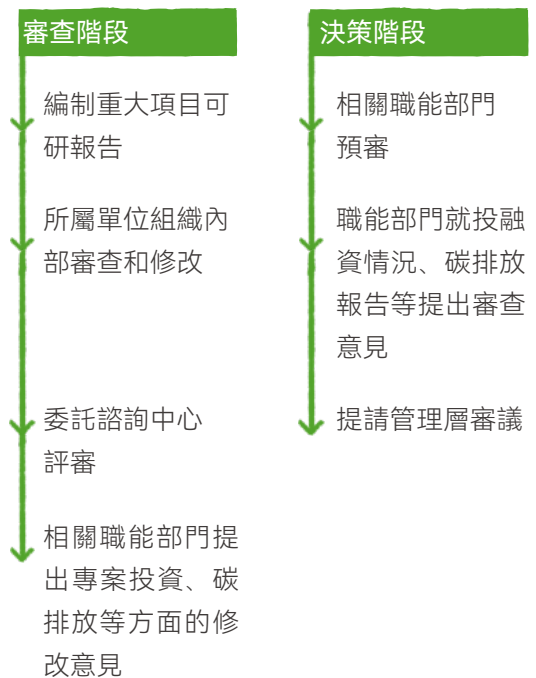 審查階段
編制重大項目可
研報告
所屬單位組織內
部審查和修改
委託諮詢中心
評審
相關職能部門提
出專案投資、碳
排放等方面的修
改意見
決策階段
相關職能部門
預審
職能部門就投融
資情況、碳排放
報告等提出審查
意見
提請管理層審議